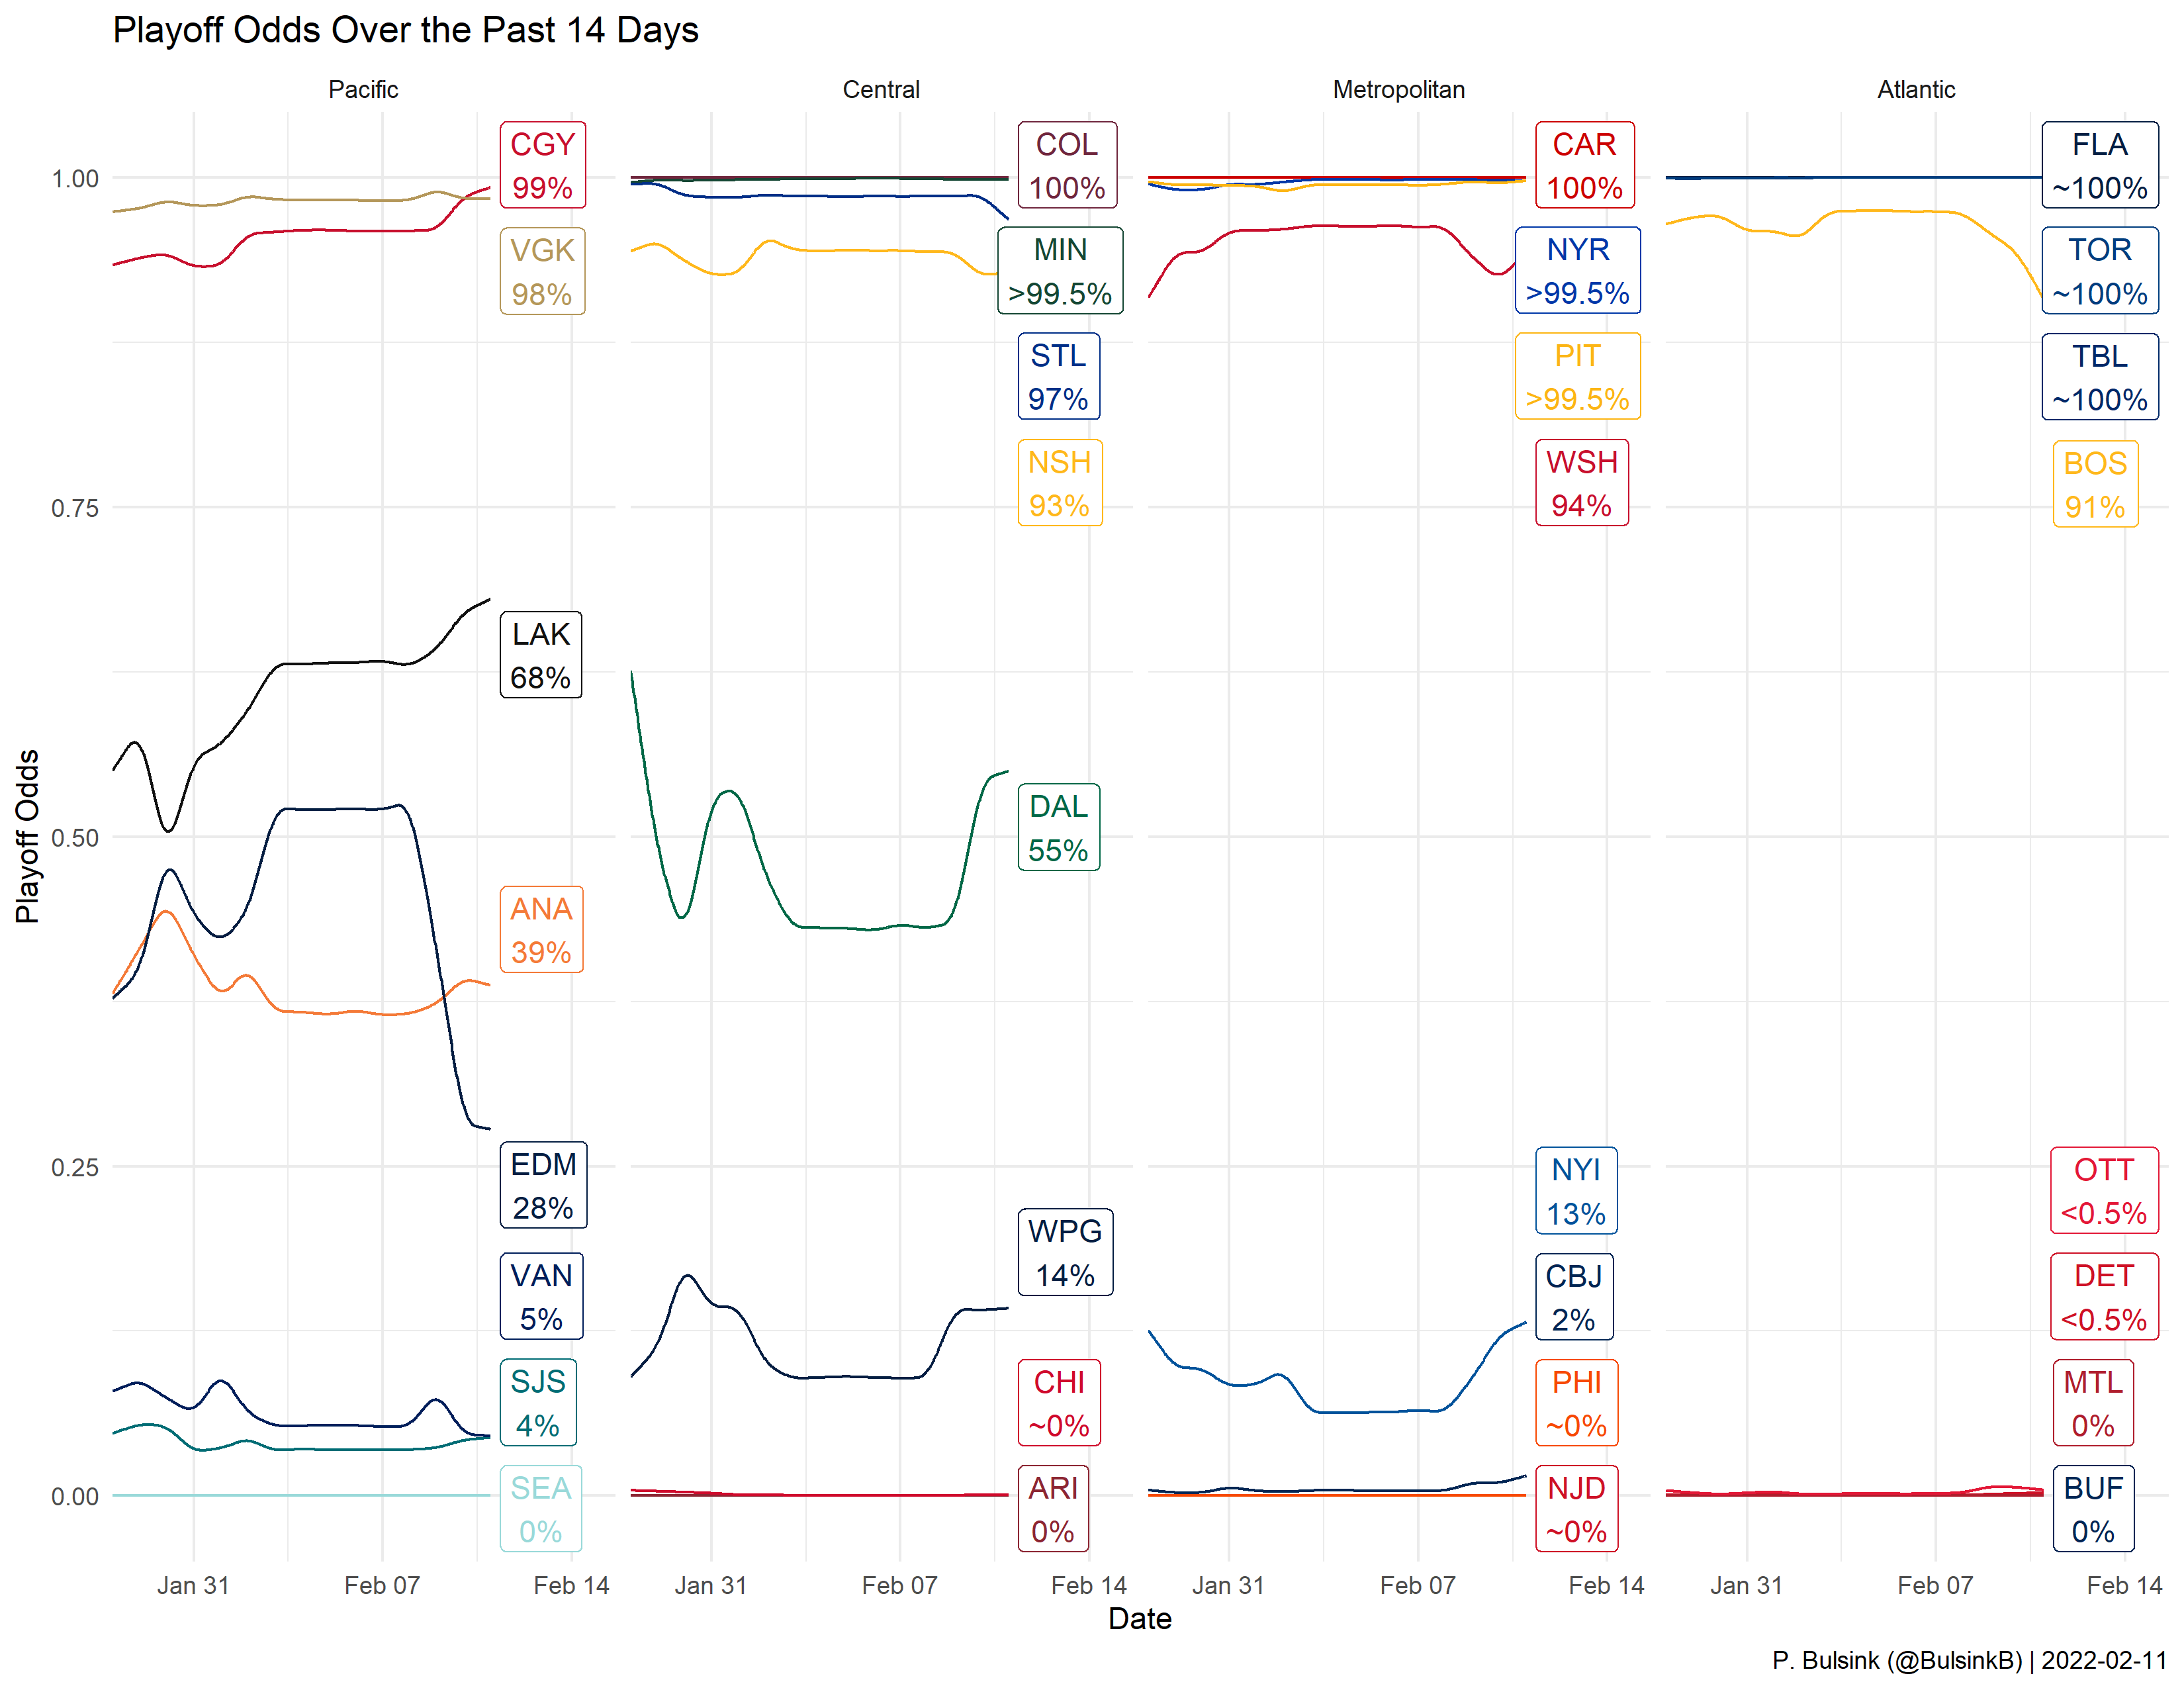 Playoff Odds Over the Past 14 Days
Pacific
Central
Metropolitan
Atlantic
Playoff Odds
1.00
0.75
0.50
0.25
0.00
CGY
99%
VGK
98%
LAK
68%
ANA
39%
EDM
28%
VAN
5%
SJS
4%
SEA
0%
COL
100%
MIN
>99.5%
STL
97%
NSH
93%
DAL
55%
WPG
14%
CHI
~0%
ARI
0%
CAR
100%
NYR
>99.5%
PIT
>99.5%
WSH
94%
NYI
13%
CBJ
2%
PHI
~0%
NJD
~0%
FLA
~100%
TOR
~100%
TBL
~100%
BOS
91%
OTT
<0.5%
DET
<0.5%
MTL
0%
BUF
0%
Jan 31
Feb 07
Feb 14
Jan 31
Feb 07
Feb 14
Jan 31
Feb 07
Feb 14
Jan 31
Feb 07
Feb 14
Date
P. Bulsink (@BulsinkB) | 2022-02-11